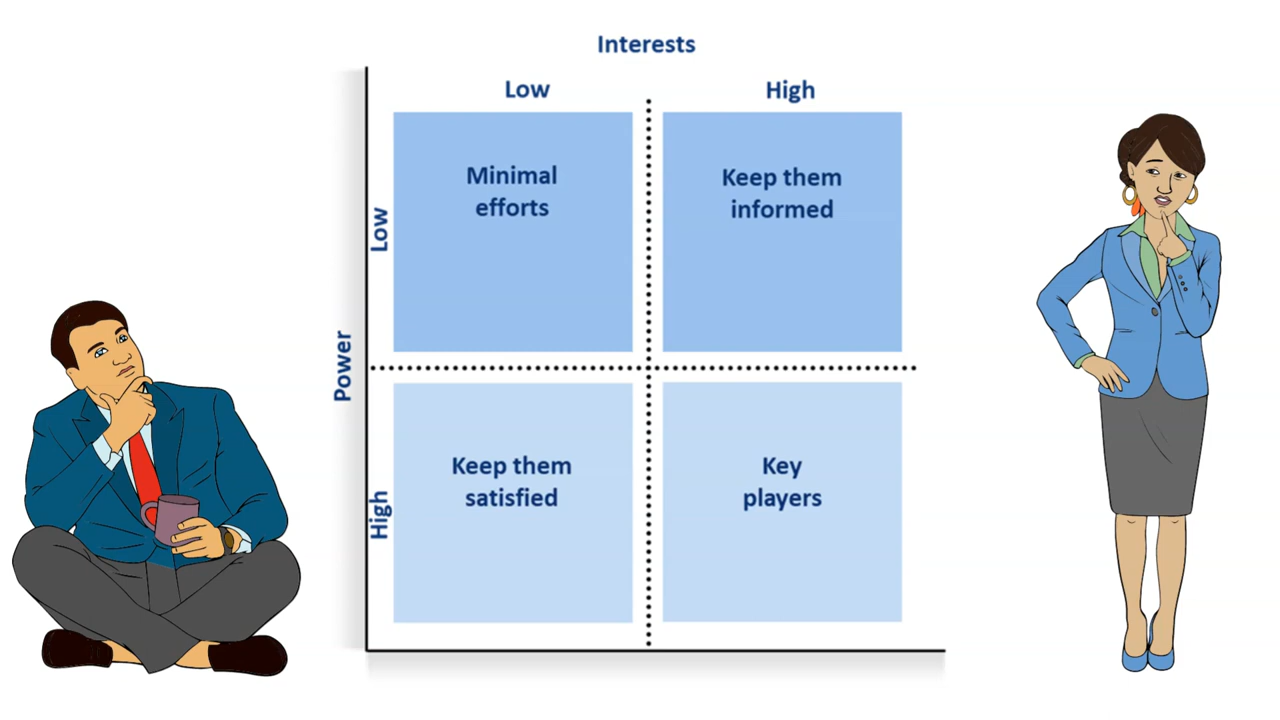 Interests
Low
High
Minimal
efforts
Keep them
informed
Low
Power
Keep them
satisfied
Key
players
High